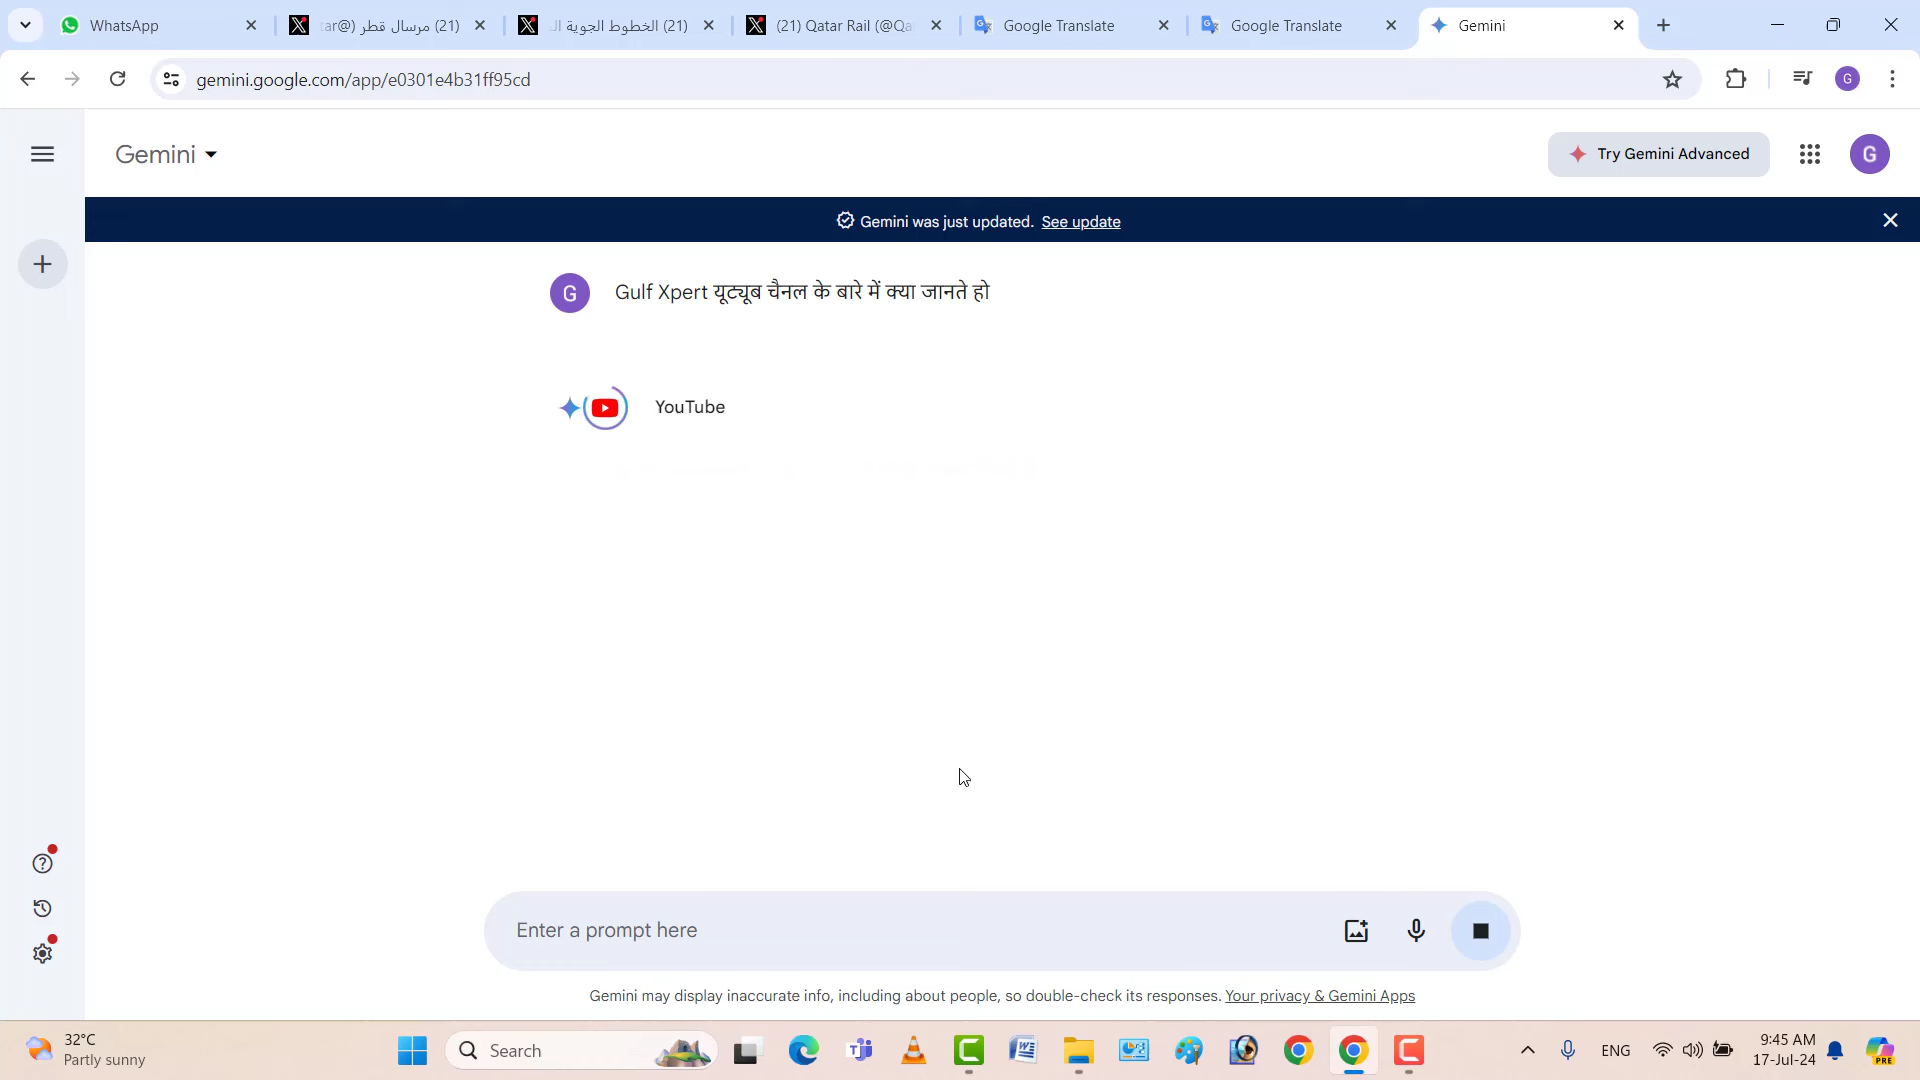 WhatsApp
(21) مرسال قطر (@ar
(21) الخطوط الجوية الـ
(21) Qatar Rail (@Qa
Google Translate
Google Translate
Gemini
gemini.google.com/app/e0301e4b31ff95cd
G
Gemini
Try Gemini Advanced
G
Gemini was just updated. See update
G
Gulf Xpert यूट्यूब चैनल के बारे में क्या जानते हो
YouTube
Enter a prompt here
Gemini may display inaccurate info, including about people, so double-check its responses. Your privacy & Gemini Apps
32°C
Partly sunny
Search
ENG
9:45 AM
17-Jul-24
PRE